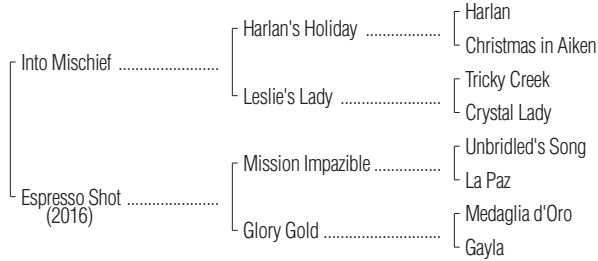 Harlan
Harlan's Holiday ..................
Christmas in Aiken
Into Mischief ........................
Tricky Creek
Leslie's Lady ........................
Crystal Lady
Unbridled's Song
Mission Impazible ................
La Paz
Espresso Shot ......................
(2016)
Medaglia d'Oro
Glory Gold ............................
Gayla